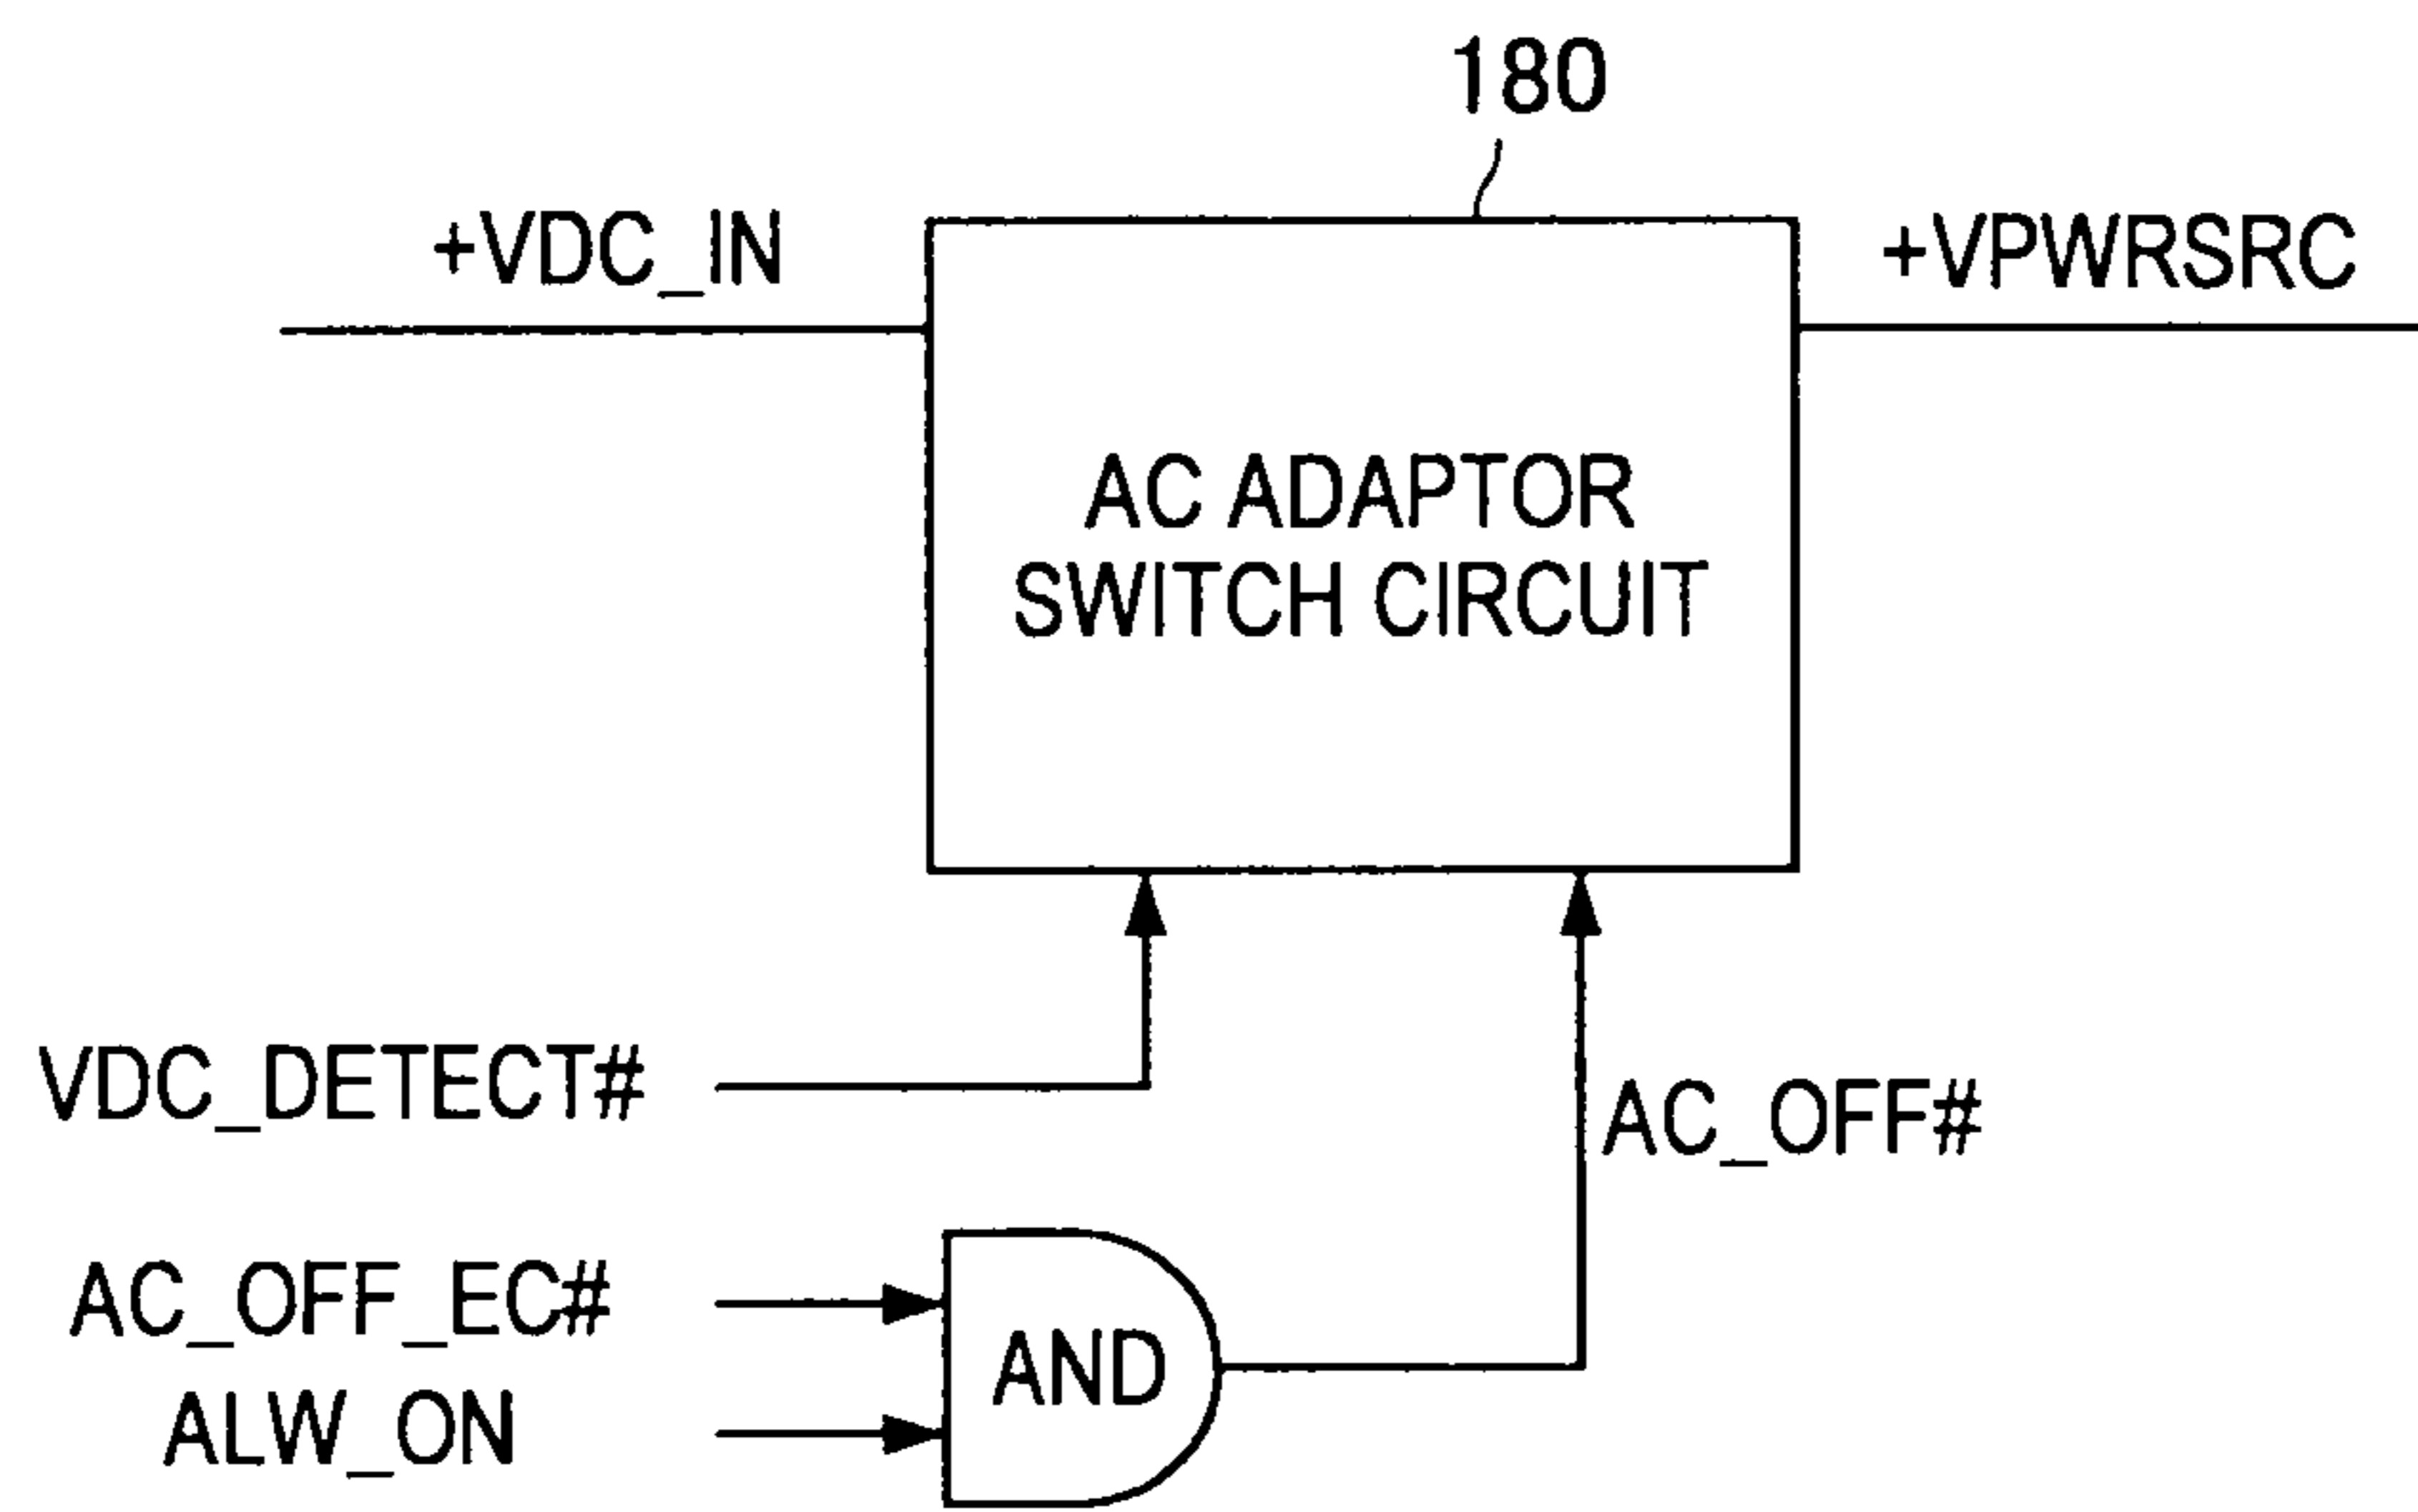 180
+VDC_IN
+VPWRSRC
AC ADAPTOR
SWITCH CIRCUIT
VDC_DETECT#
AC_OFF#
AC_OFF_EC#
AND
ALW_ON